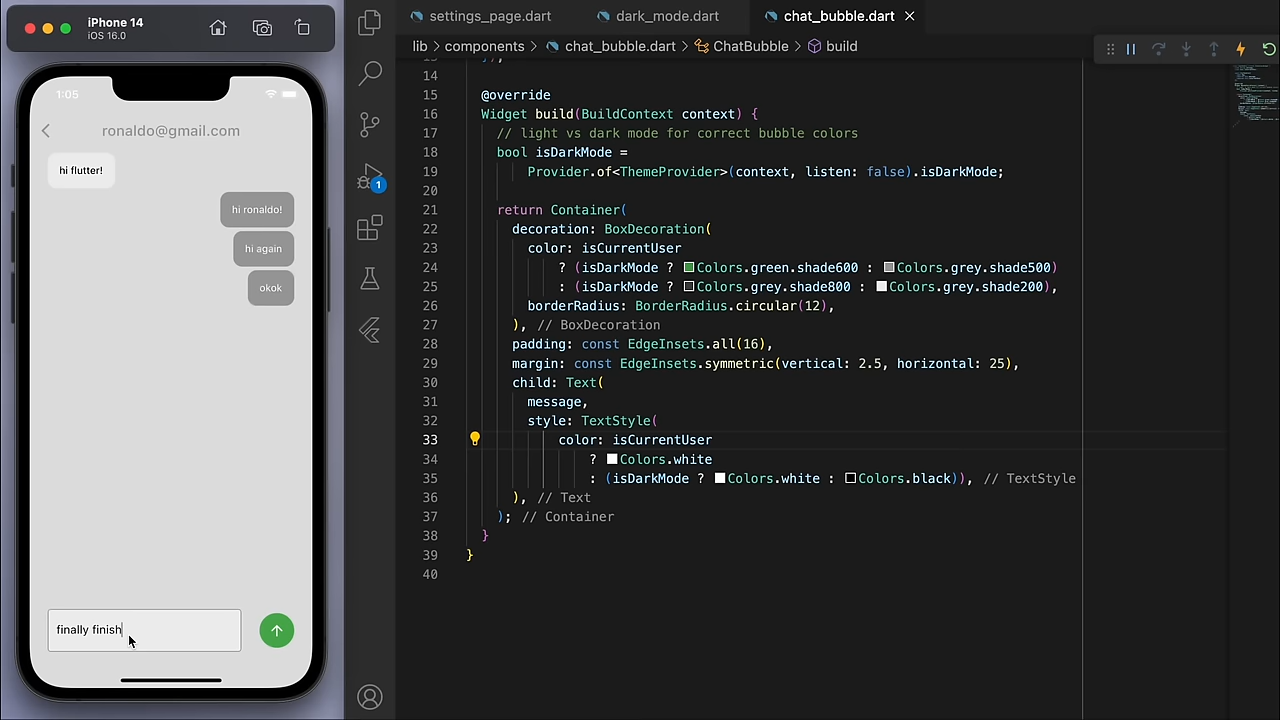 iPhone 14
iOS 16.0
1:05
ronaldo@gmail.com
hi flutter!
hi ronaldo!
hi again
okok
finally finish
1
settings_page.dart
dark_mode.dart
chat_bubble.dart
lib > components > chat_bubble.dart > ChatBubble > build
14
15 @override
16 Widget build(BuildContext context) {
17 // light vs dark mode for correct bubble colors
18 bool isDarkMode =
19 Provider.of<ThemeProvider>(context, listen: false).isDarkMode;
20
21 return Container(
22 decoration: BoxDecoration(
23 color: isCurrentUser
24 ? (isDarkMode ? Colors.green.shade600 : Colors.grey.shade500)
25 : (isDarkMode ? Colors.grey.shade800 : Colors.grey.shade200),
26 borderRadius: BorderRadius.circular(12),
27 ), // BoxDecoration
28 padding: const EdgeInsets.all(16),
29 margin: const EdgeInsets.symmetric(vertical: 2.5, horizontal: 25),
30 child: Text(
31 message,
32 style: TextStyle(
33 color: isCurrentUser
34 ? Colors.white
35 : (isDarkMode ? Colors.white : Colors.black)), // TextStyle
36 ), // Text
37 ); // Container
38 }
39 }
40